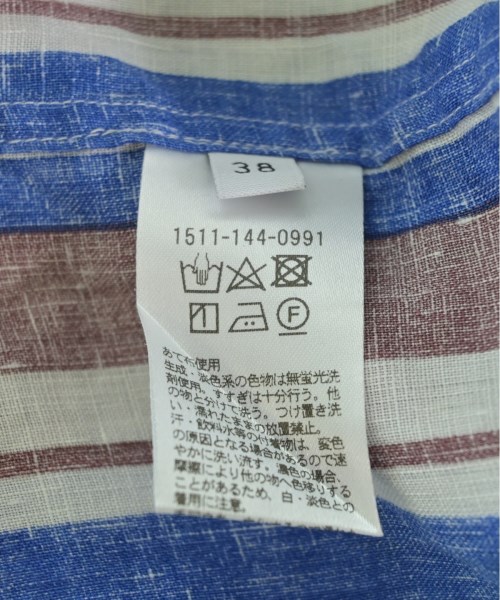 38
1511-144-0991
F
あて布使用
生成・淡色系の色物は無蛍光洗
剤使用、すすぎは十分行う。他
の物と分けて洗う。つけ置き洗
い・濡れたままの放置禁止。
汗・飲料水等の付着物は、変色
の原因となる場合があるので速
やかに洗い流す。濃色の場合、
摩擦により他の物へ色移りする
ことがあるため、白・淡色との
着用に注意。